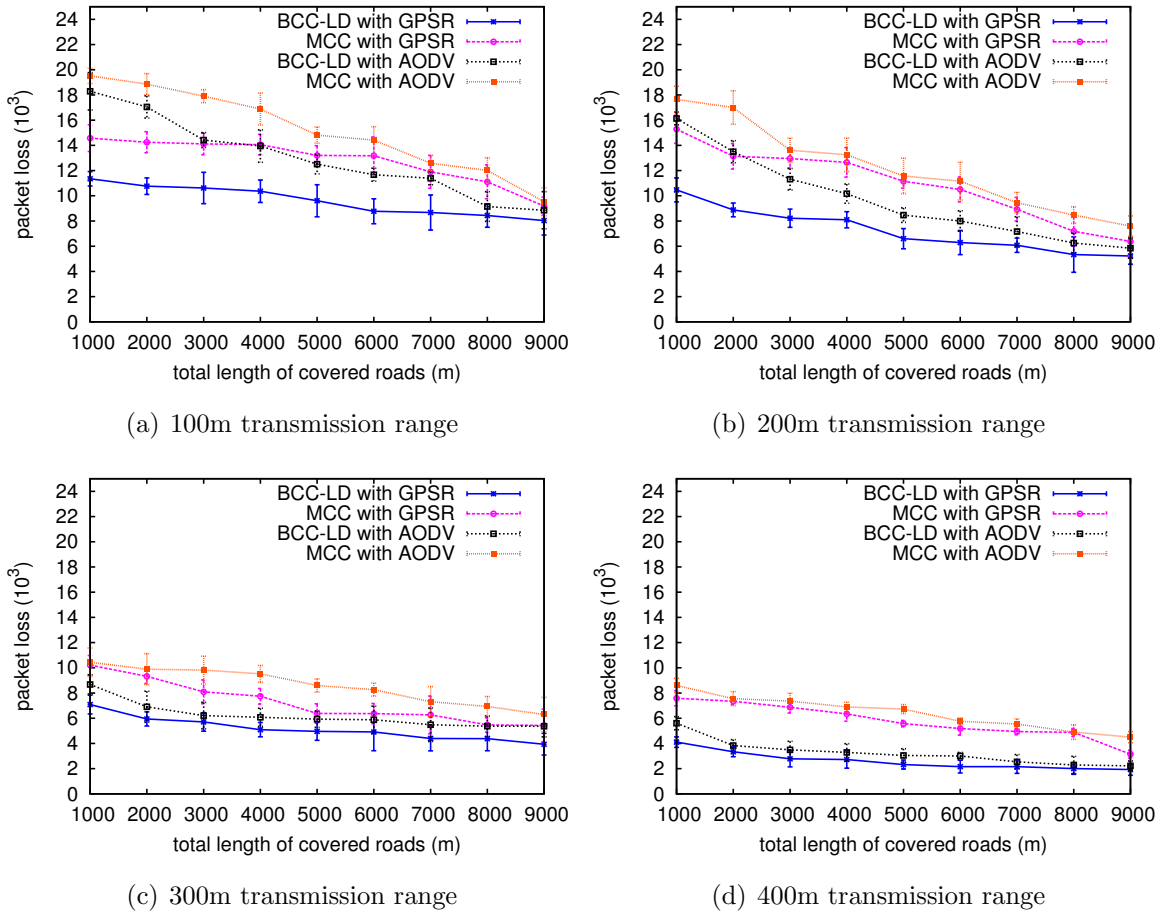 BCC-LD with GPSR
MCC with GPSR
BCC-LD with AODV
MCC with AODV
packet loss (10^3)
24
22
20
18
16
14
12
10
8
6
4
2
0
1000 2000 3000 4000 5000 6000 7000 8000 9000
total length of covered roads (m)
(a) 100m transmission range
BCC-LD with GPSR
MCC with GPSR
BCC-LD with AODV
MCC with AODV
packet loss (10^3)
24
22
20
18
16
14
12
10
8
6
4
2
0
1000 2000 3000 4000 5000 6000 7000 8000 9000
total length of covered roads (m)
(b) 200m transmission range
BCC-LD with GPSR
MCC with GPSR
BCC-LD with AODV
MCC with AODV
packet loss (10^3)
24
22
20
18
16
14
12
10
8
6
4
2
0
1000 2000 3000 4000 5000 6000 7000 8000 9000
total length of covered roads (m)
(c) 300m transmission range
BCC-LD with GPSR
MCC with GPSR
BCC-LD with AODV
MCC with AODV
packet loss (10^3)
24
22
20
18
16
14
12
10
8
6
4
2
0
1000 2000 3000 4000 5000 6000 7000 8000 9000
total length of covered roads (m)
(d) 400m transmission range